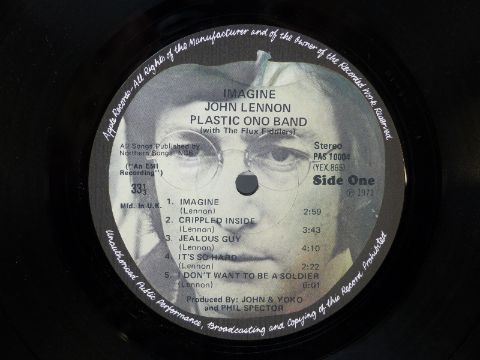 Apple Records · All Rights of the Manufacturer and of the Owner of the Recorded Work Reserved.
IMAGINE
JOHN LENNON
PLASTIC ONO BAND
(with The Flux Fiddlers)
All Songs Published by
Northern Songs NCB
("An EMI
Recording")
33⅓
Mfd. in U.K.
Stereo
PAS 10004
(YEX.865)
Side One
Ⓟ 1971
1. IMAGINE
(Lennon) 2:59
2. CRIPPLED INSIDE
(Lennon) 3:43
3. JEALOUS GUY
(Lennon) 4:10
4. IT'S SO HARD
(Lennon) 2:22
5. I DON'T WANT TO BE A SOLDIER
(Lennon) 6:01
Produced By: JOHN & YOKO
and PHIL SPECTOR
Unauthorised Public Performance, Broadcasting and Copying of this Record Prohibited